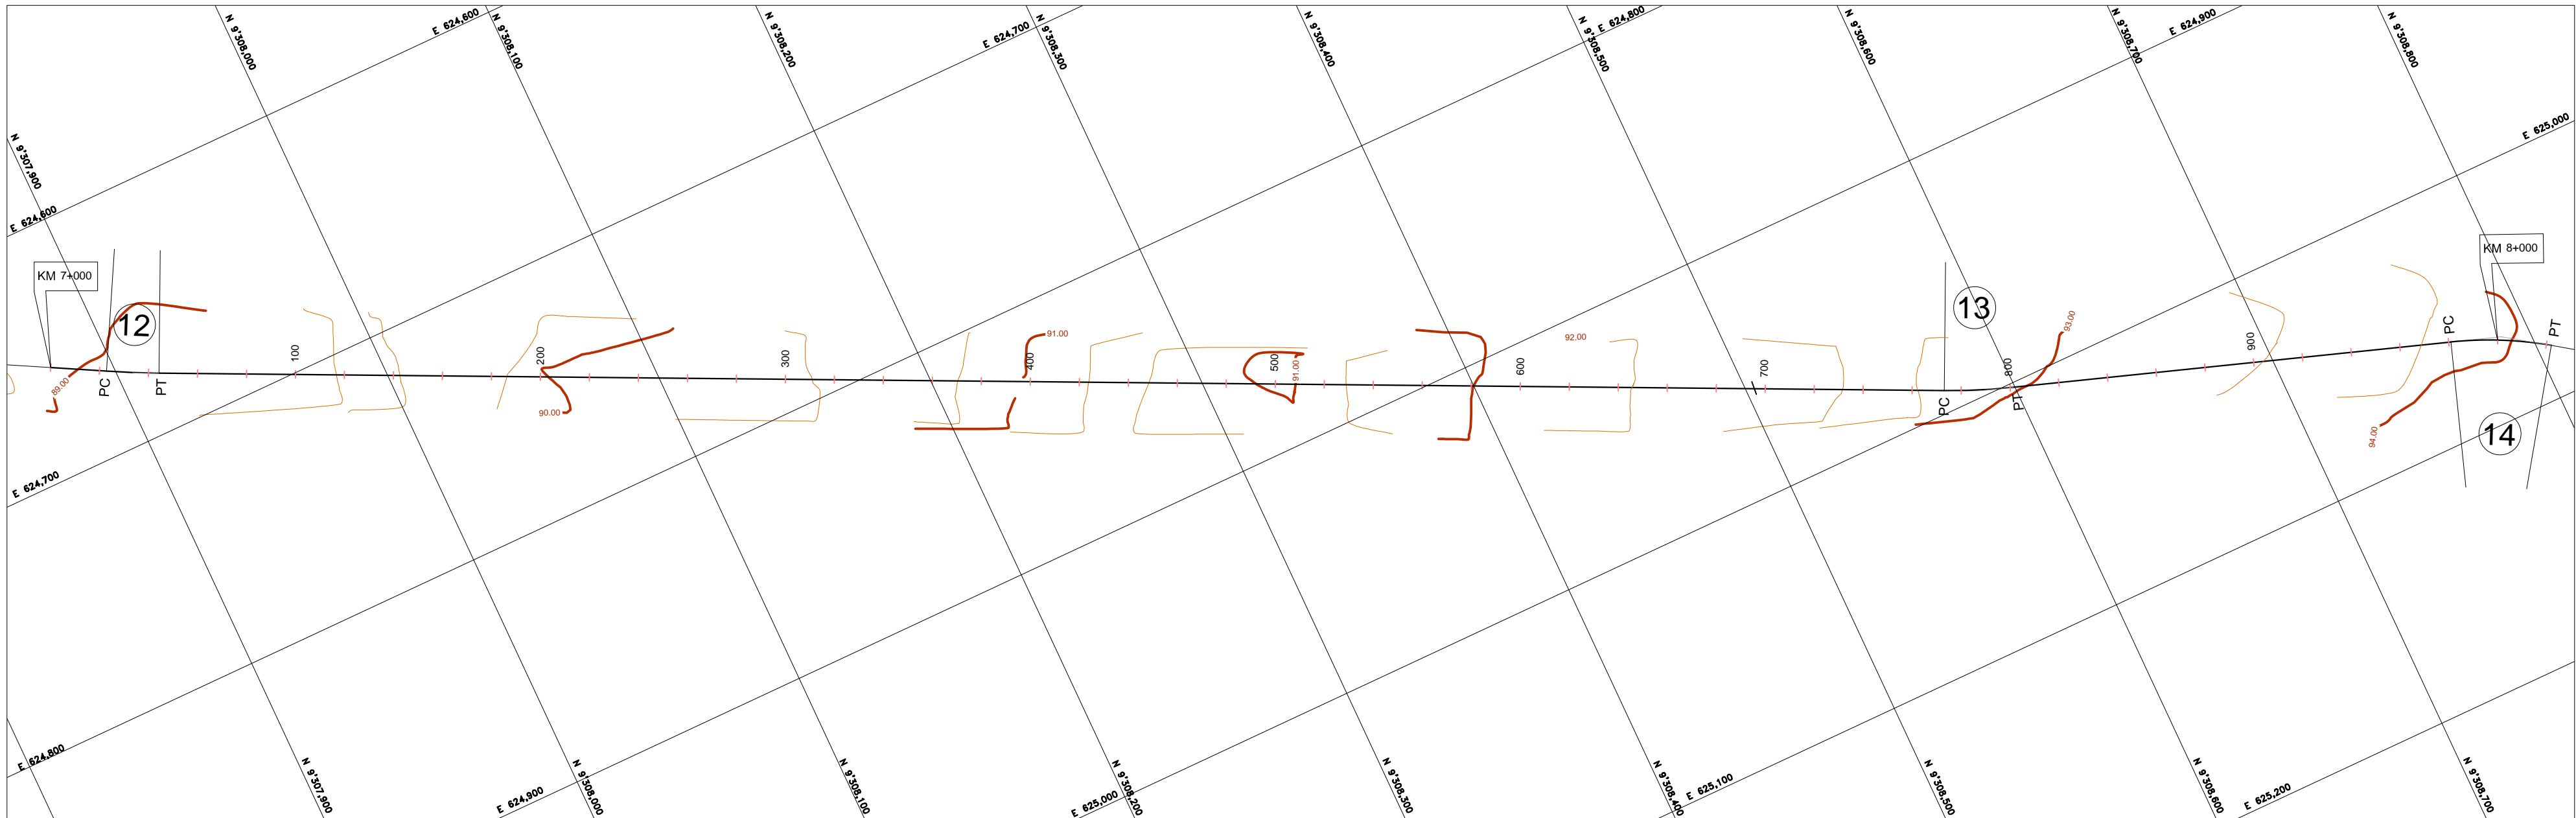 N 9'308,000
E 624,600
N 9'308,100
N 9'308,200
E 624,700
N 9'308,300
N 9'308,400
N 9'308,500
E 624,800
N 9'308,600
N 9'308,700
E 624,900
N 9'308,800
E 625,000
N 9'307,900
E 624,600
KM 7+000
KM 8+000
12
13
14
89.00
PC
PT
100
200
90.00
300
400
91.00
500
91.00
600
92.00
700
PC
800
PT
93.00
900
94.00
PC
PT
E 624,700
E 624,800
N 9'307,900
E 624,900
N 9'308,000
N 9'308,100
E 625,000
N 9'308,200
N 9'308,300
N 9'308,400
E 625,100
N 9'308,500
N 9'308,600
E 625,200
N 9'308,700